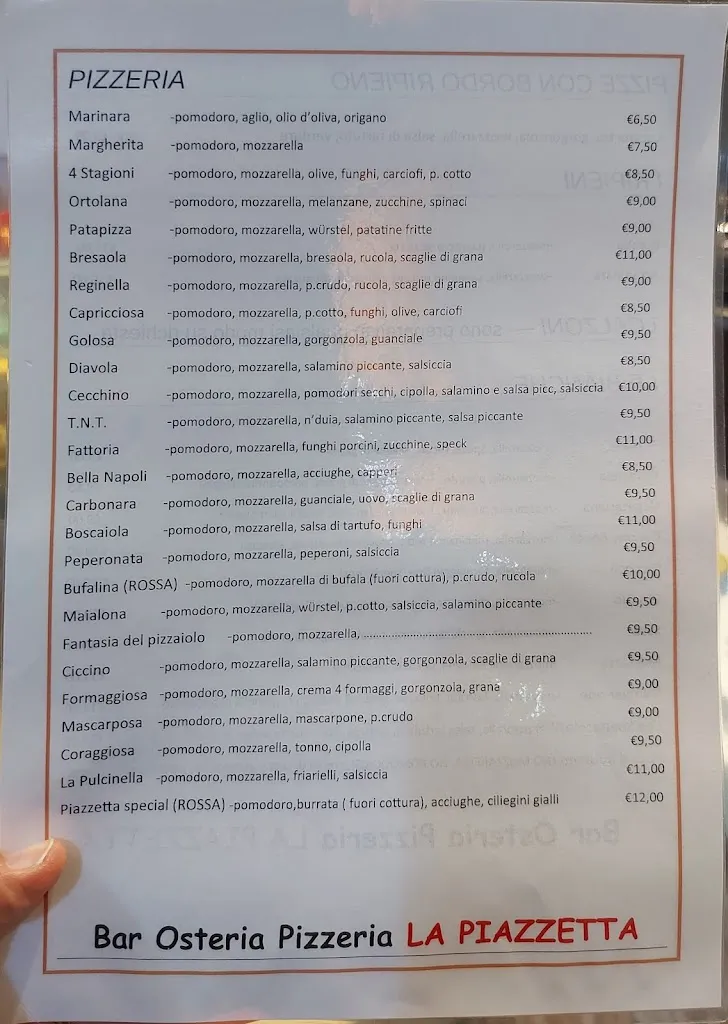 PIZZERIA
Marinara -pomodoro, aglio, olio d'oliva, origano €6,50
Margherita -pomodoro, mozzarella €7,50
4 Stagioni -pomodoro, mozzarella, olive, funghi, carciofi, p. cotto €8,50
Ortolana -pomodoro, mozzarella, melanzane, zucchine, spinaci €9,00
Patapizza -pomodoro, mozzarella, würstel, patatine fritte €9,00
Bresaola -pomodoro, mozzarella, bresaola, rucola, scaglie di grana €11,00
Reginella -pomodoro, mozzarella, p.crudo, rucola, scaglie di grana €9,00
Capricciosa -pomodoro, mozzarella, p.cotto, funghi, olive, carciofi €8,50
Golosa -pomodoro, mozzarella, gorgonzola, guanciale €9,50
Diavola -pomodoro, mozzarella, salamino piccante, salsiccia €8,50
Cecchino -pomodoro, mozzarella, pomodori secchi, cipolla, salamino e salsa picc, salsiccia €10,00
T.N.T. -pomodoro, mozzarella, n'duia, salamino piccante, salsa piccante €9,50
Fattoria -pomodoro, mozzarella, funghi porcini, zucchine, speck €11,00
Bella Napoli -pomodoro, mozzarella, acciughe, capperi €8,50
Carbonara -pomodoro, mozzarella, guanciale, uovo, scaglie di grana €9,50
Boscaiola -pomodoro, mozzarella, salsa di tartufo, funghi €11,00
Peperonata -pomodoro, mozzarella, peperoni, salsiccia €9,50
Bufalina (ROSSA) -pomodoro, mozzarella di bufala (fuori cottura), p.crudo, rucola €10,00
Maialona -pomodoro, mozzarella, würstel, p.cotto, salsiccia, salamino piccante €9,50
Fantasia del pizzaiolo -pomodoro, mozzarella, ............................................................ €9,50
Ciccino -pomodoro, mozzarella, salamino piccante, gorgonzola, scaglie di grana €9,50
Formaggiosa -pomodoro, mozzarella, crema 4 formaggi, gorgonzola, grana €9,00
Mascarposa -pomodoro, mozzarella, mascarpone, p.crudo €9,00
Coraggiosa -pomodoro, mozzarella, tonno, cipolla €9,50
La Pulcinella -pomodoro, mozzarella, friarielli, salsiccia €11,00
Piazzetta special (ROSSA) -pomodoro,burrata ( fuori cottura), acciughe, ciliegini gialli €12,00
Bar Osteria Pizzeria LA PIAZZETTA